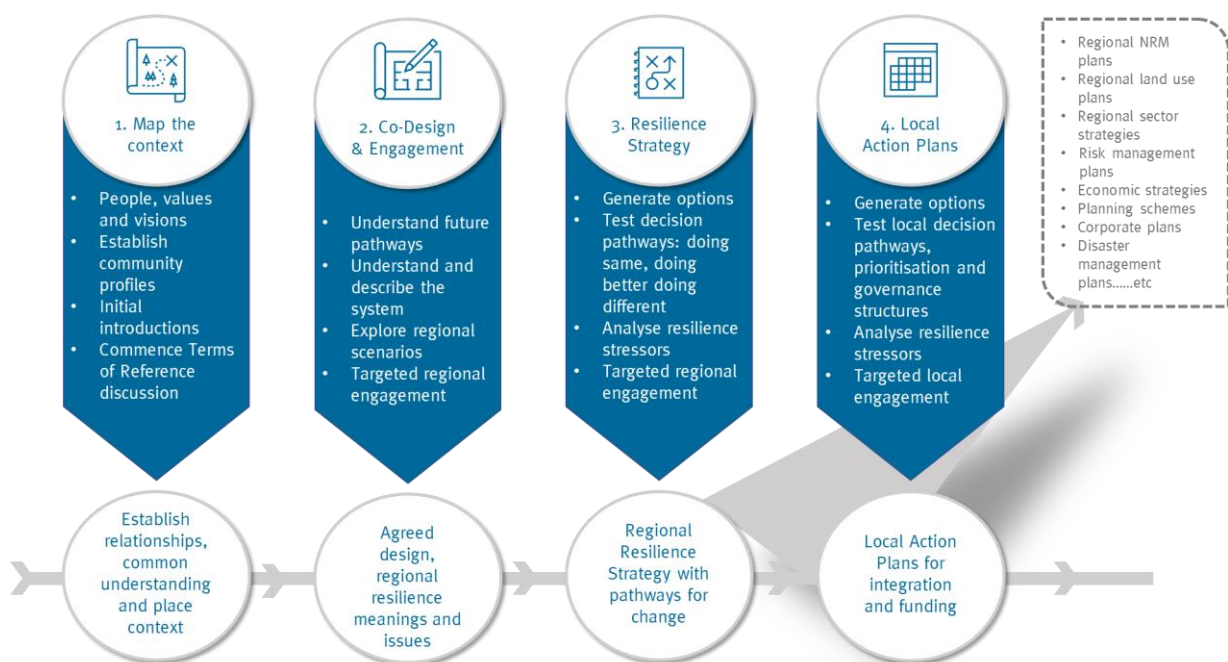 1. Map the
context
• People, values
and visions
• Establish
community
profiles
• Initial
introductions
• Commence Terms
of Reference
discussion
Establish
relationships,
common
understanding
and place
context
2. Co-Design
& Engagement
• Understand future
pathways
• Understand and
describe the
system
• Explore regional
scenarios
• Targeted regional
engagement
Agreed
design,
regional
resilience
meanings and
issues
3. Resilience
Strategy
• Generate options
• Test decision
pathways: doing
same, doing
better doing
different
• Analyse resilience
stressors
• Targeted regional
engagement
Regional
Resilience
Strategy with
pathways for
change
4. Local
Action Plans
• Generate options
• Test local decision
pathways,
prioritisation and
governance
structures
• Analyse resilience
stressors
• Targeted local
engagement
Local Action
Plans for
integration
and funding
• Regional NRM
plans
• Regional land use
plans
• Regional sector
strategies
• Risk management
plans
• Economic strategies
• Planning schemes
• Corporate plans
• Disaster
management
plans......etc